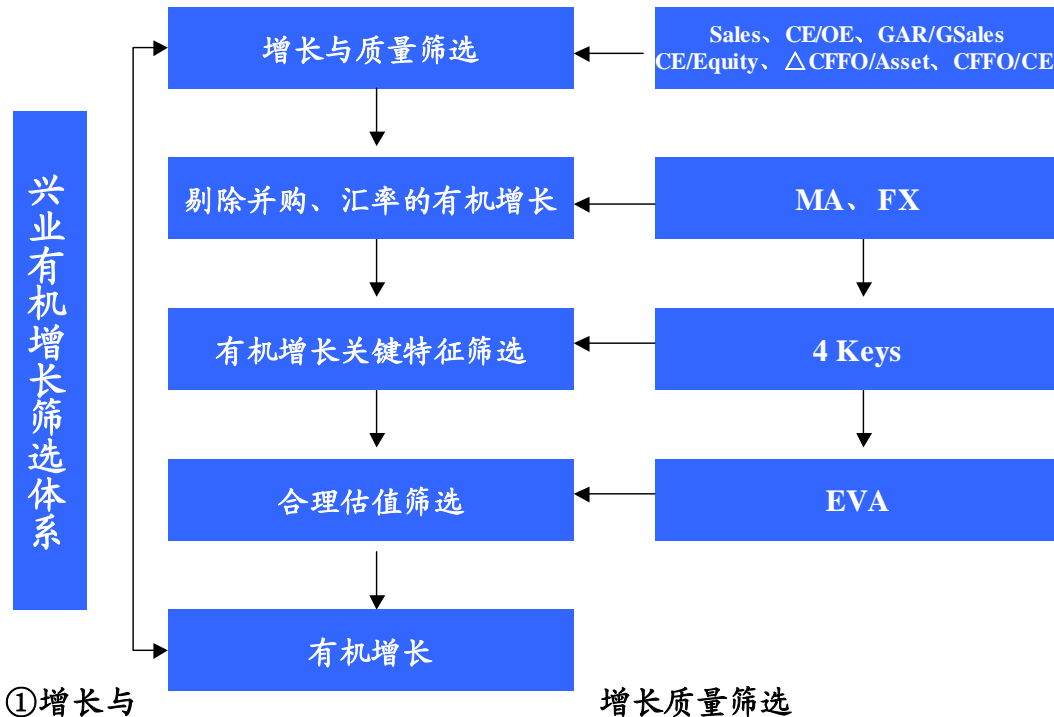 兴业有机增长筛选体系
增长与质量筛选
Sales、CE/OE、GAR/GSales
CE/Equity、△CFFO/Asset、CFFO/CE
剔除并购、汇率的有机增长
MA、FX
有机增长关键特征筛选
4 Keys
合理估值筛选
EVA
有机增长
①增长与
增长质量筛选